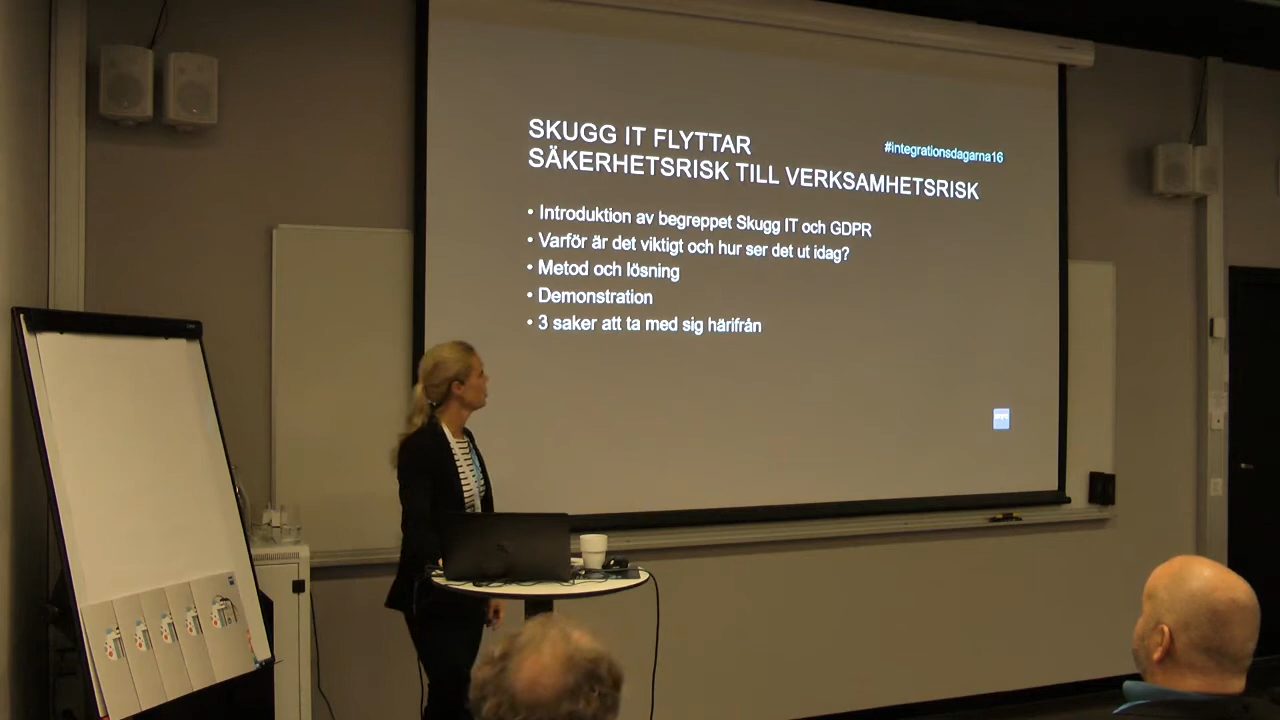 SKUGG IT FLYTTAR
SÄKERHETSRISK TILL VERKSAMHETSRISK
#integrationsdagarna16
• Introduktion av begreppet Skugg IT och GDPR
• Varför är det viktigt och hur ser det ut idag?
• Metod och lösning
• Demonstration
• 3 saker att ta med sig härifrån